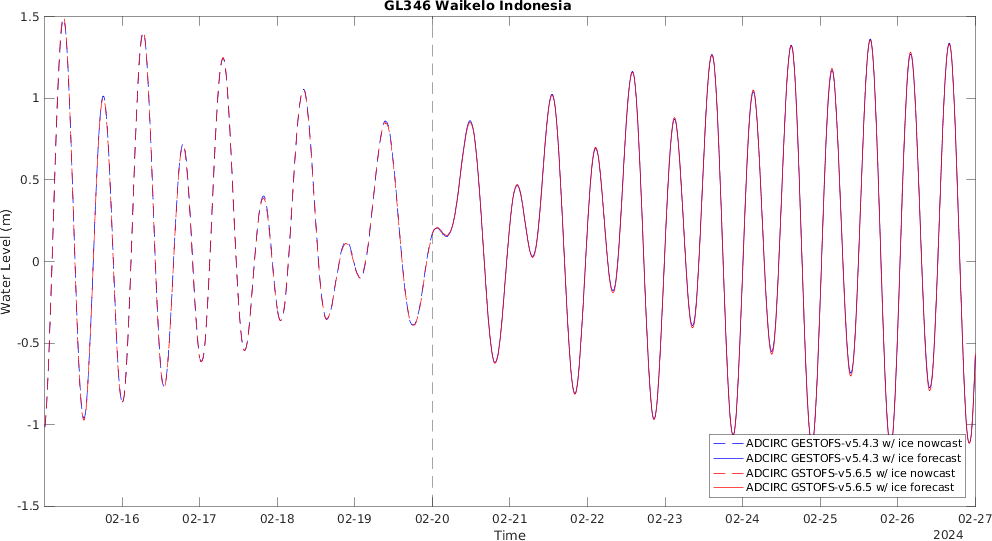 GL346 Waikelo Indonesia
1.5
1
0.5
0
-0.5
-1
-1.5
Water Level (m)
02-16 02-17 02-18 02-19 02-20 02-21 02-22 02-23 02-24 02-25 02-26 02-27
Time
2024
ADCIRC GESTOFS-v5.4.3 w/ ice nowcast
ADCIRC GESTOFS-v5.4.3 w/ ice forecast
ADCIRC GSTOFS-v5.6.5 w/ ice nowcast
ADCIRC GSTOFS-v5.6.5 w/ ice forecast